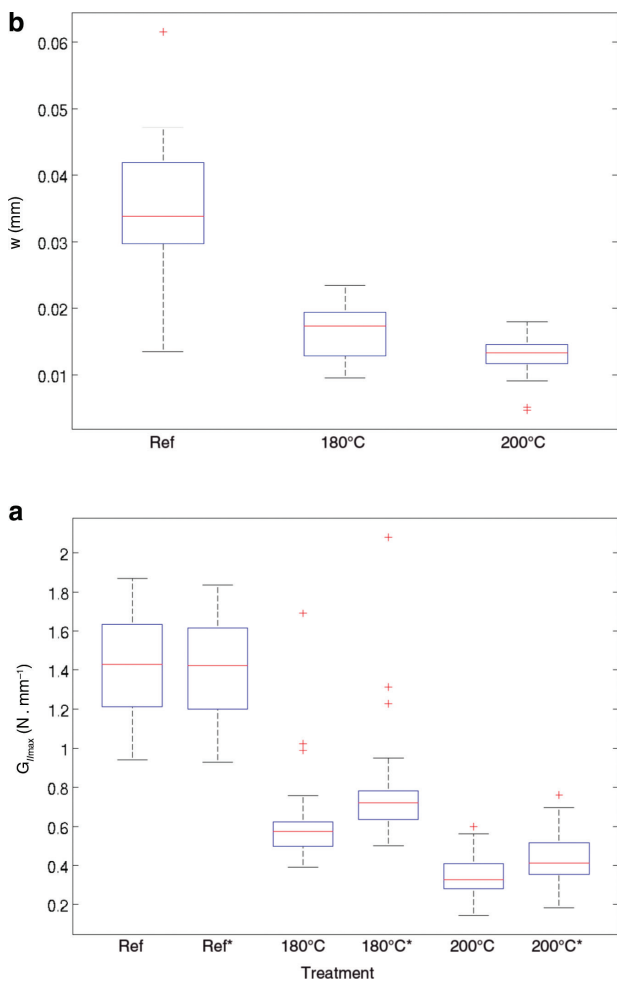 b
0.06
0.05
0.04
0.03
0.02
0.01
w (mm)
Ref 180°C 200°C
a
2
1.8
1.6
1.4
1.2
1
0.8
0.6
0.4
0.2
G_I/max (N . mm⁻¹)
Ref Ref* 180°C 180°C* 200°C 200°C*
Treatment